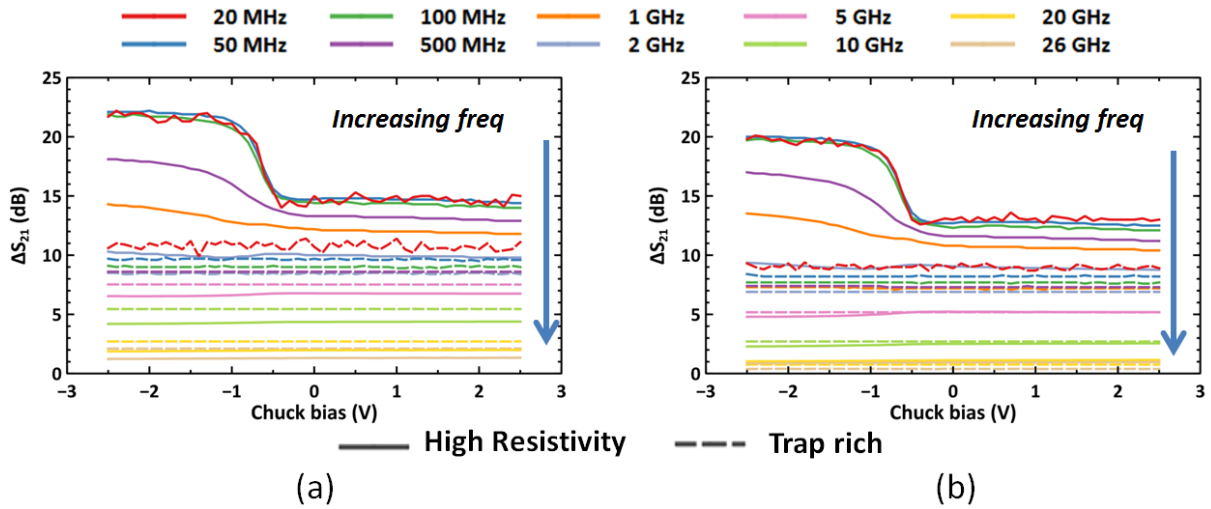 20 MHz 100 MHz 1 GHz 5 GHz 20 GHz
50 MHz 500 MHz 2 GHz 10 GHz 26 GHz
25
20
15
10
5
0
ΔS21 (dB)
Increasing freq
−3 −2 −1 0 1 2 3
Chuck bias (V)
25
20
15
10
5
0
ΔS21 (dB)
Increasing freq
−3 −2 −1 0 1 2 3
Chuck bias (V)
High Resistivity Trap rich
(a) (b)